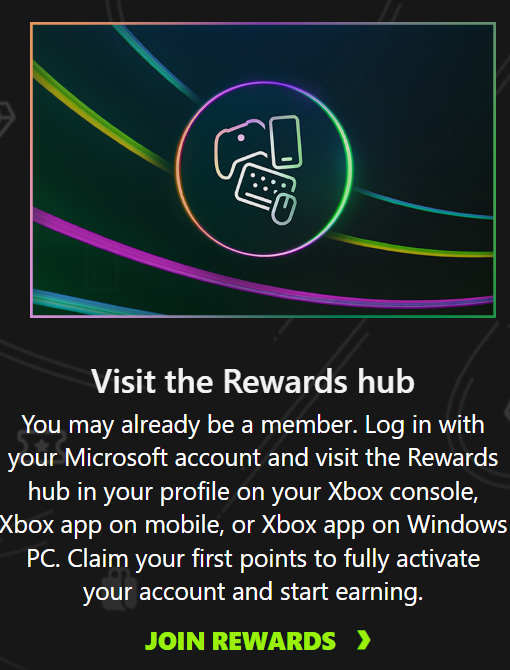 Visit the Rewards hub
You may already be a member. Log in with
your Microsoft account and visit the Rewards
hub in your profile on your Xbox console,
Xbox app on mobile, or Xbox app on Windows
PC. Claim your first points to fully activate
your account and start earning.
JOIN REWARDS